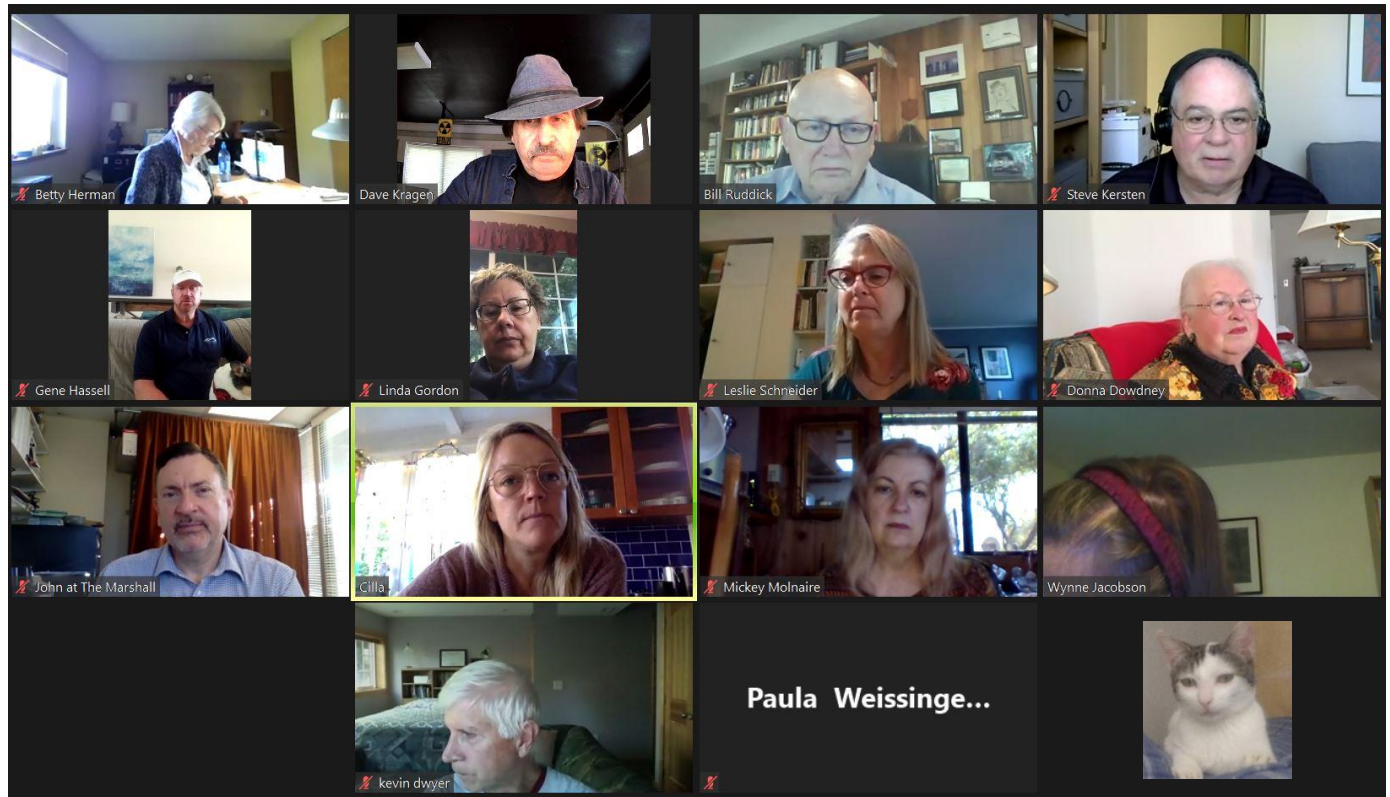 Betty Herman
Dave Kragen
Bill Ruddick
Steve Kersten
Gene Hassell
Linda Gordon
Leslie Schneider
Donna Dowdney
John at The Marshall
Cilla
Mickey Molnaire
Wynne Jacobson
kevin dwyer
Paula Weissinge...